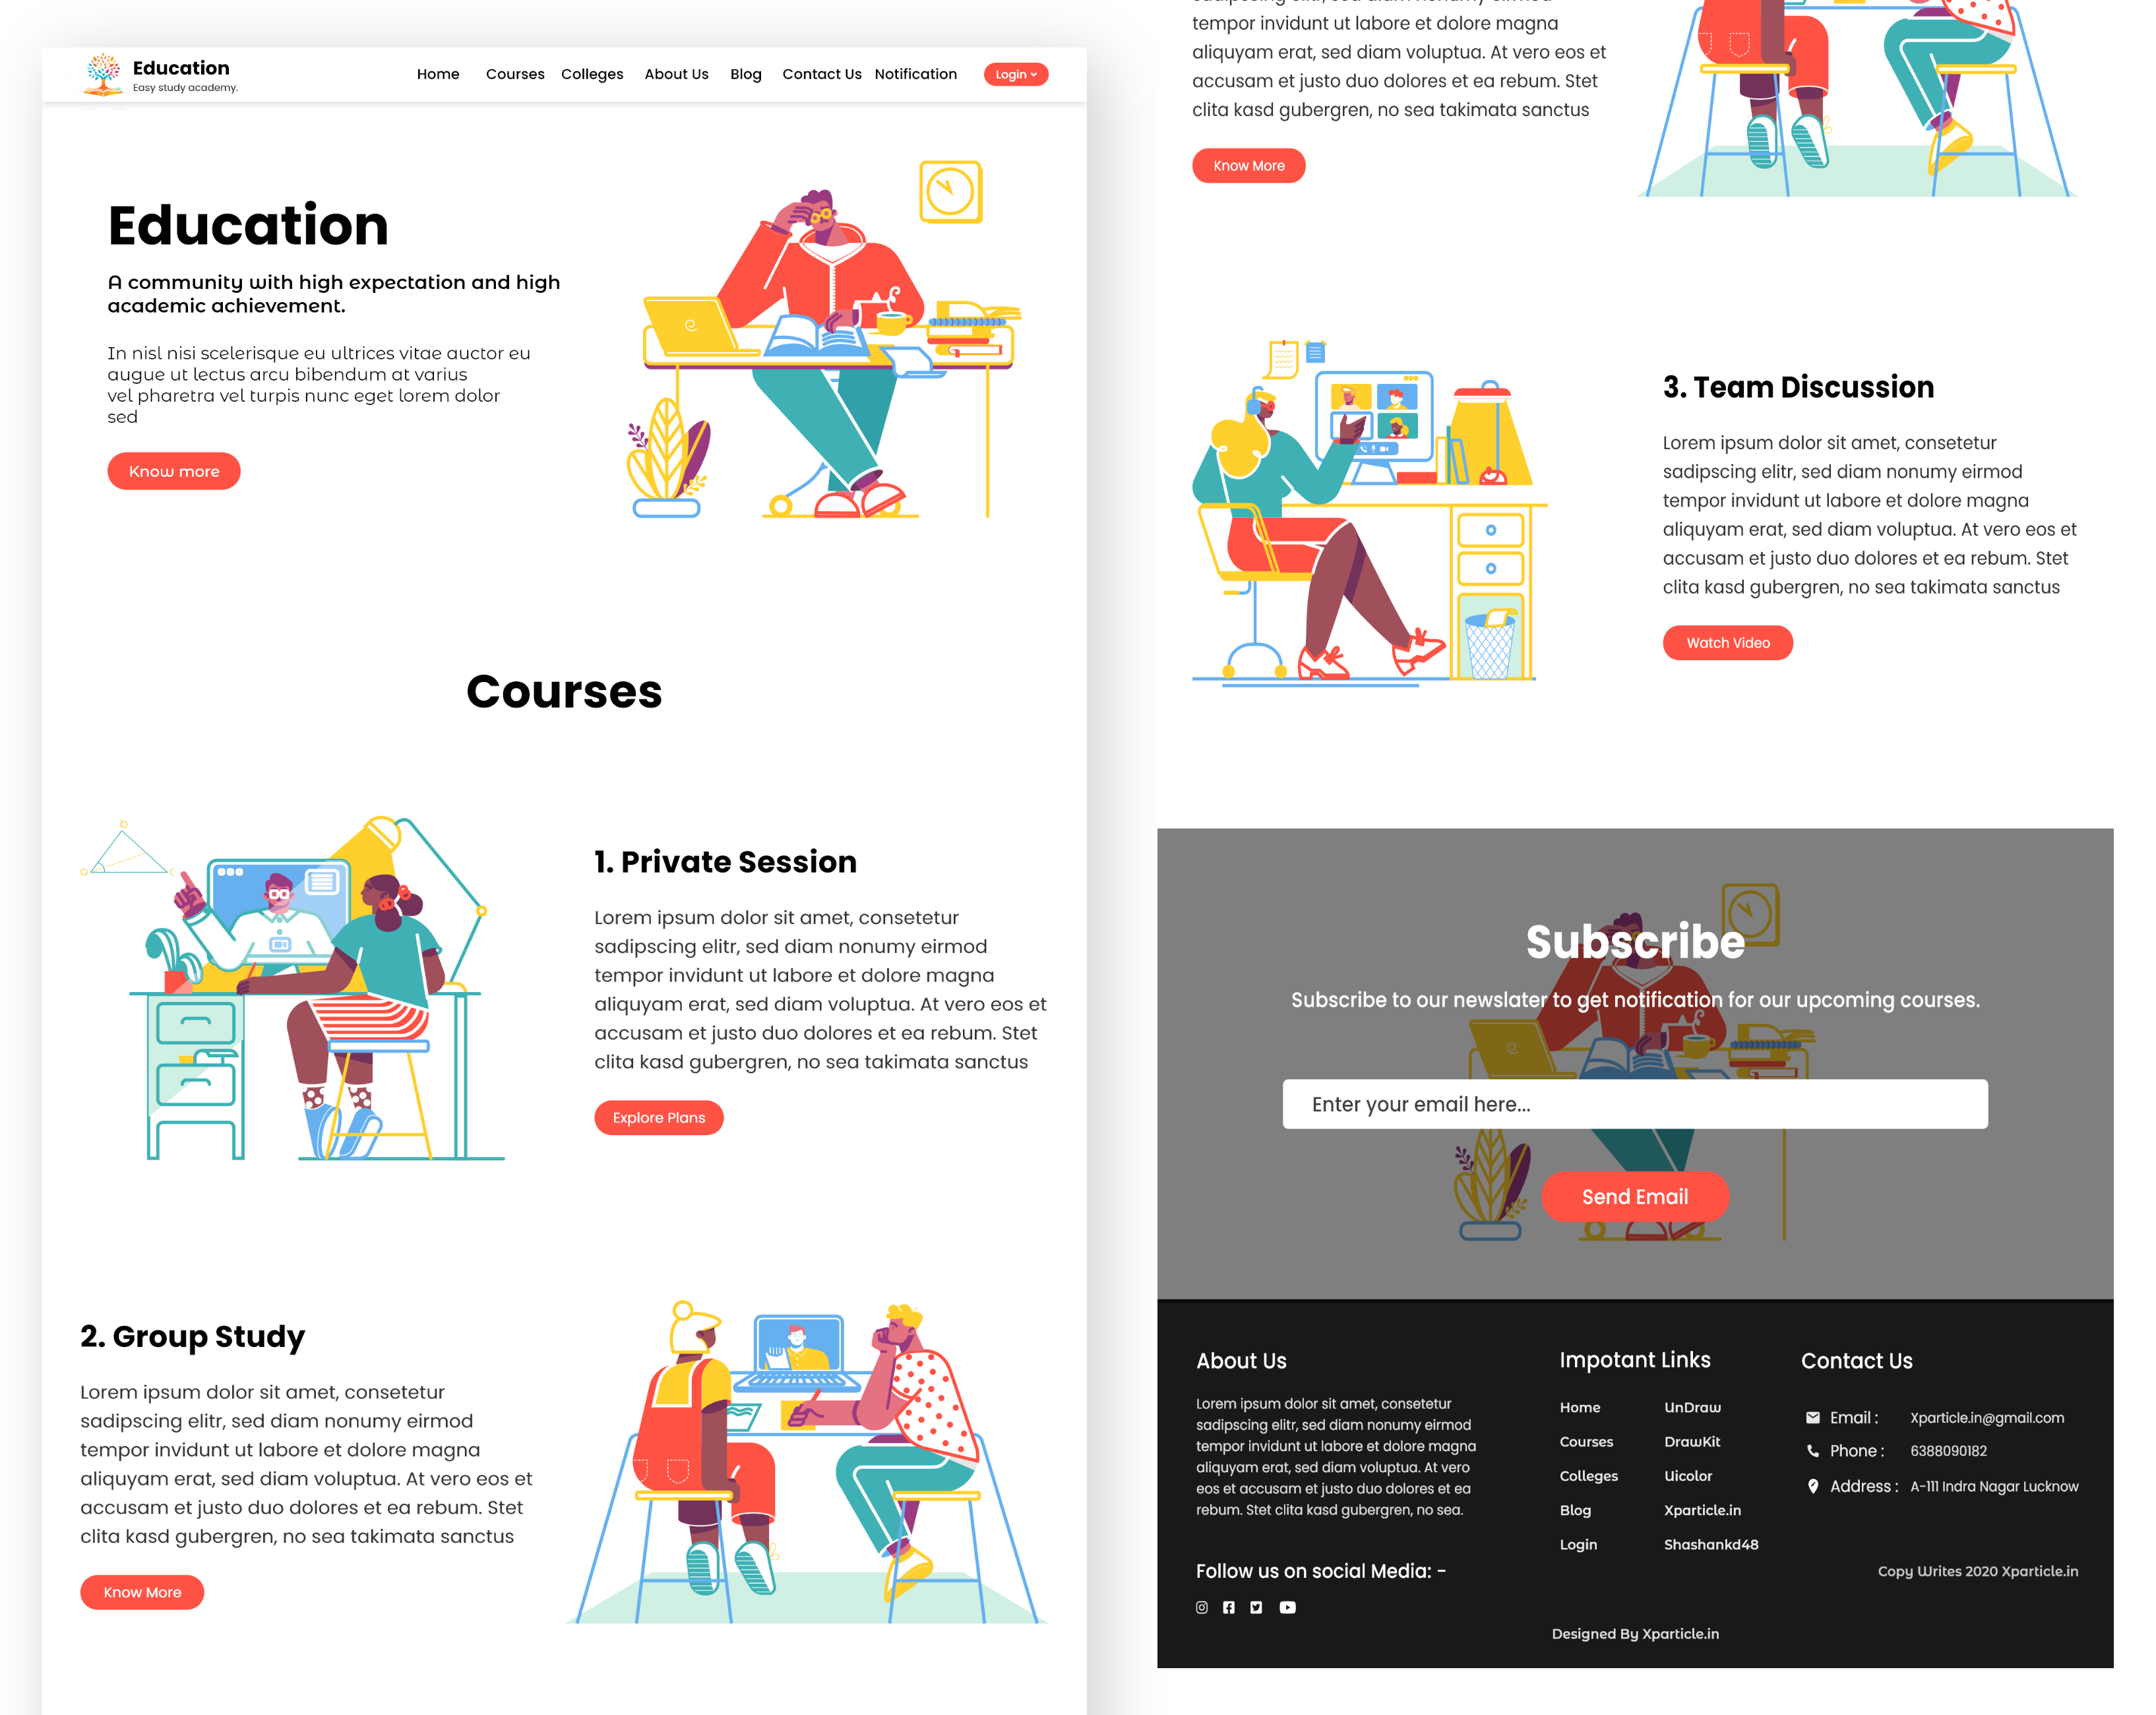 Education
Easy study academy.
Home Courses Colleges About Us Blog Contact Us Notification Login
Education
A community with high expectation and high
academic achievement.
In nisl nisi scelerisque eu ultrices vitae auctor eu
augue ut lectus arcu bibendum at varius
vel pharetra vel turpis nunc eget lorem dolor
sed
Know more
Courses
b
1. Private Session
Lorem ipsum dolor sit amet, consetetur
sadipscing elitr, sed diam nonumy eirmod
tempor invidunt ut labore et dolore magna
aliquyam erat, sed diam voluptua. At vero eos et
accusam et justo duo dolores et ea rebum. Stet
clita kasd gubergren, no sea takimata sanctus
Explore Plans
2. Group Study
Lorem ipsum dolor sit amet, consetetur
sadipscing elitr, sed diam nonumy eirmod
tempor invidunt ut labore et dolore magna
aliquyam erat, sed diam voluptua. At vero eos et
accusam et justo duo dolores et ea rebum. Stet
clita kasd gubergren, no sea takimata sanctus
Know More
sadipscing elitr, sed diam nonumy eirmod
tempor invidunt ut labore et dolore magna
aliquyam erat, sed diam voluptua. At vero eos et
accusam et justo duo dolores et ea rebum. Stet
clita kasd gubergren, no sea takimata sanctus
Know More
3. Team Discussion
Lorem ipsum dolor sit amet, consetetur
sadipscing elitr, sed diam nonumy eirmod
tempor invidunt ut labore et dolore magna
aliquyam erat, sed diam voluptua. At vero eos et
accusam et justo duo dolores et ea rebum. Stet
clita kasd gubergren, no sea takimata sanctus
Watch Video
Subscribe
Subscribe to our newslater to get notification for our upcoming courses.
Enter your email here...
Send Email
About Us
Lorem ipsum dolor sit amet, consetetur
sadipscing elitr, sed diam nonumy eirmod
tempor invidunt ut labore et dolore magna
aliquyam erat, sed diam voluptua. At vero
eos et accusam et justo duo dolores et ea
rebum. Stet clita kasd gubergren, no sea.
Follow us on social Media: -
Impotant Links
Home UnDraw
Courses DrawKit
Colleges Uicolor
Blog Xparticle.in
Login Shashankd48
Contact Us
Email : Xparticle.in@gmail.com
Phone : 6388090182
Address : A-111 Indra Nagar Lucknow
Copy Writes 2020 Xparticle.in
Designed By Xparticle.in